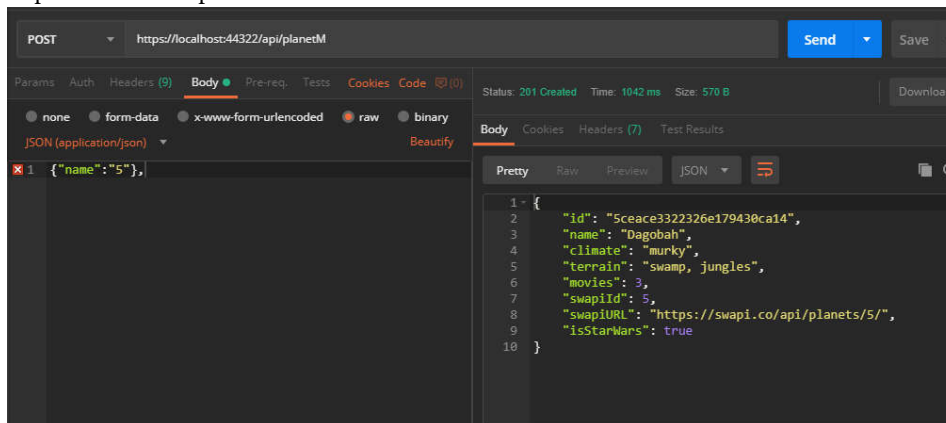 POST https://localhost:44322/api/planetM Send Save
Params Auth Headers (9) Body Pre-req. Tests Cookies Code (0)
none form-data x-www-form-urlencoded raw binary
JSON (application/json) Beautify
1 {"name":"5"},
Status: 201 Created Time: 1042 ms Size: 570 B Downloa
Body Cookies Headers (7) Test Results
Pretty Raw Preview JSON
1 {
2 "id": "5ceace3322326e179430ca14",
3 "name": "Dagobah",
4 "climate": "murky",
5 "terrain": "swamp, jungles",
6 "movies": 3,
7 "swapiId": 5,
8 "swapiURL": "https://swapi.co/api/planets/5/",
9 "isStarWars": true
10 }